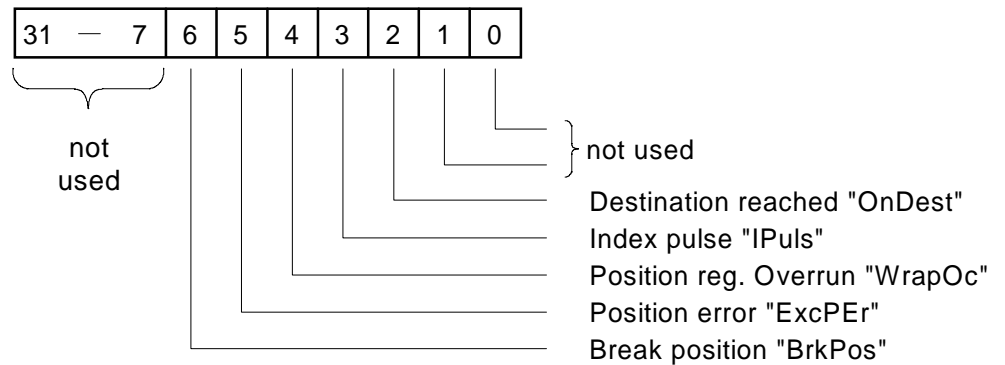 31 — 7 6 5 4 3 2 1 0
not
used
not used
Destination reached "OnDest"
Index pulse "IPuls"
Position reg. Overrun "WrapOc"
Position error "ExcPEr"
Break position "BrkPos"